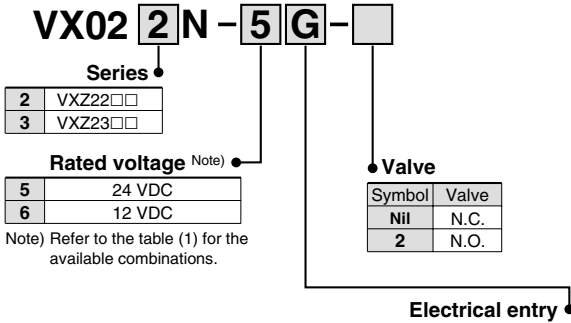 VX02 2 N – 5 G –
Series
2 VXZ22□□
3 VXZ23□□
Rated voltage Note)
5 24 VDC
6 12 VDC
Note) Refer to the table (1) for the
available combinations.
Valve
Symbol Valve
Nil N.C.
2 N.O.
Electrical entry